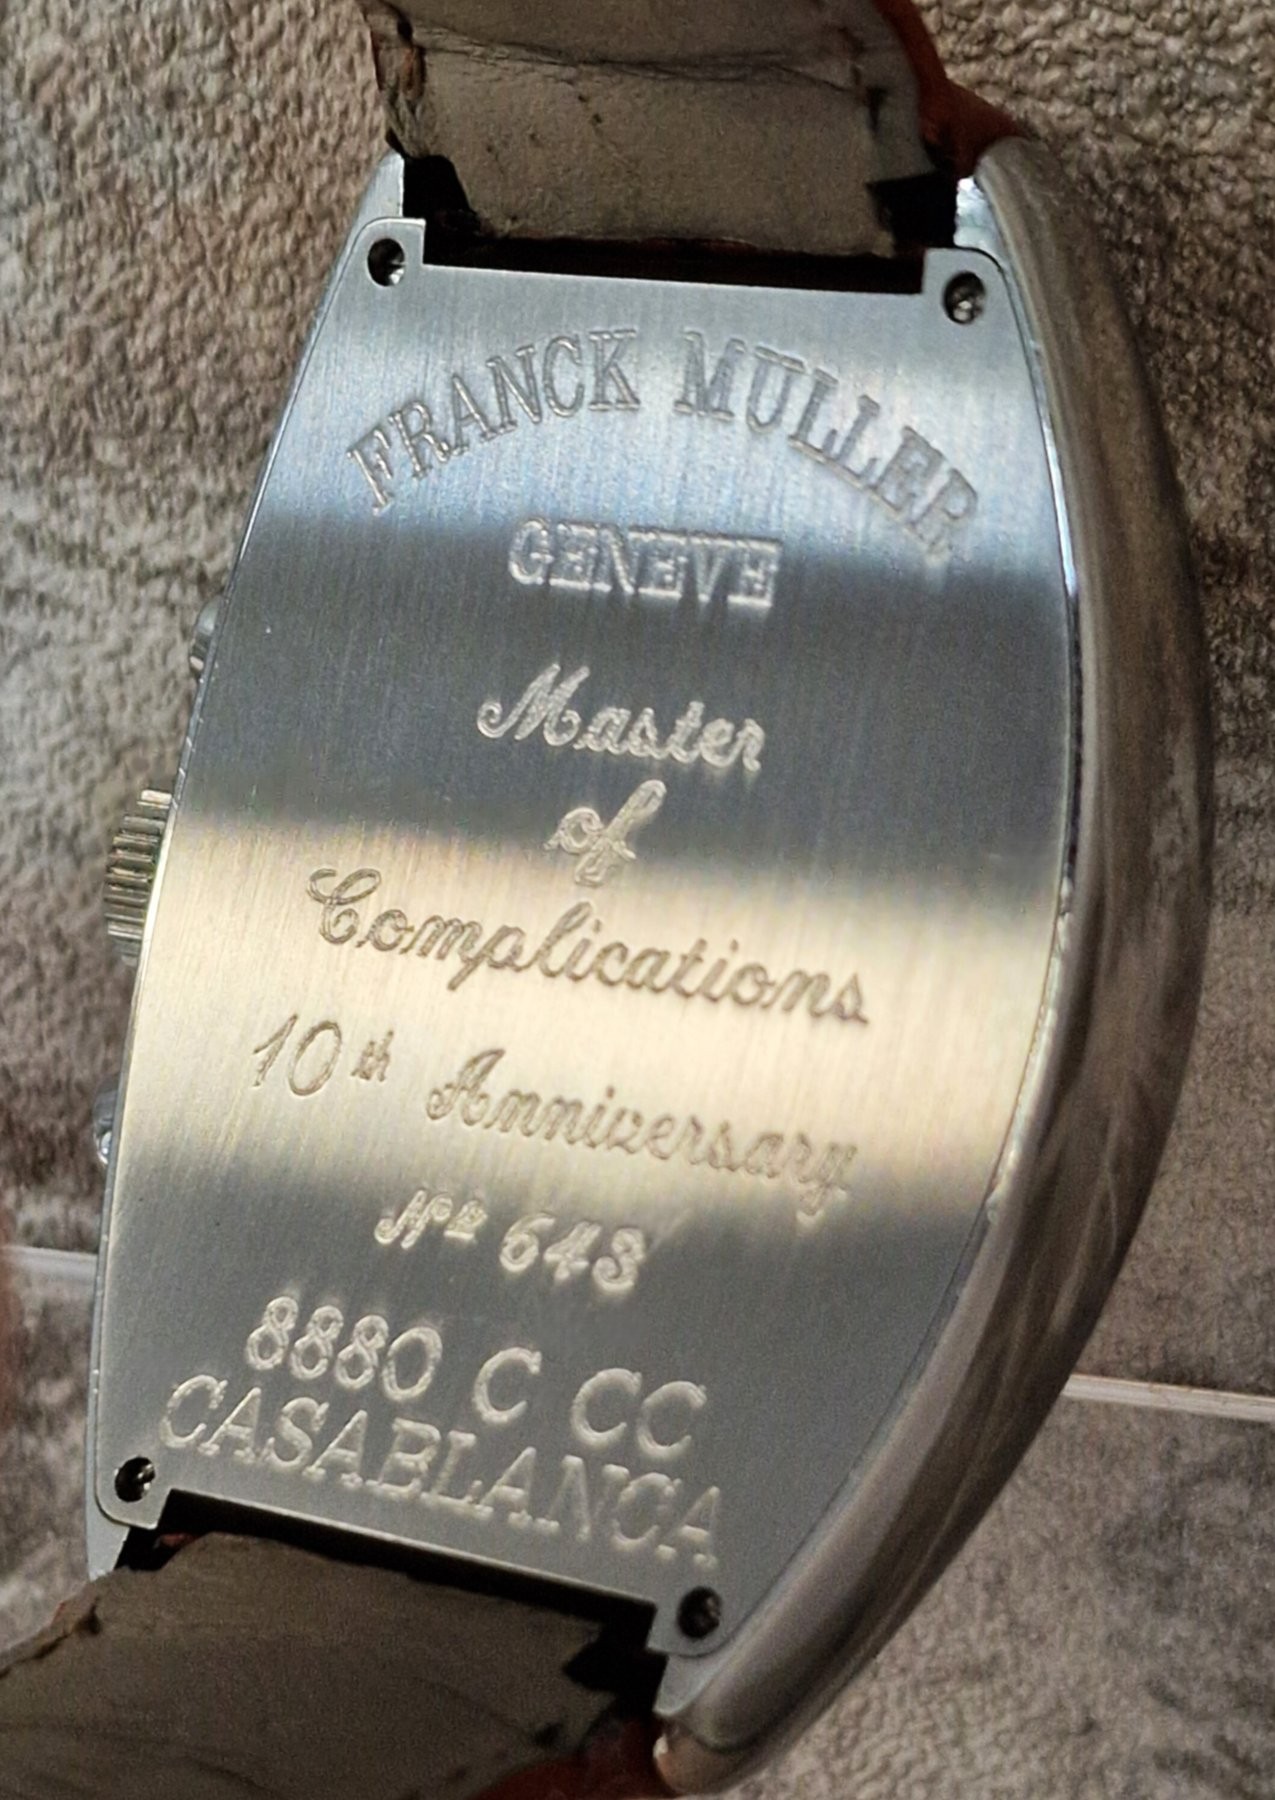 FRANCK MULLER
GENEVE
Master
of
Complications
10th Anniversary
Nº 643
8880 C CC
CASABLANCA